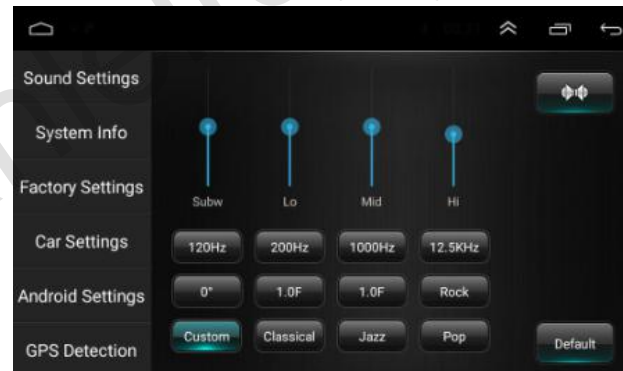 Sound Settings
System Info
Factory Settings
Car Settings
Android Settings
GPS Detection
Subw Lo Mid Hi
120Hz 200Hz 1000Hz 12.5KHz
0° 1.0F 1.0F Rock
Custom Classical Jazz Pop
Default